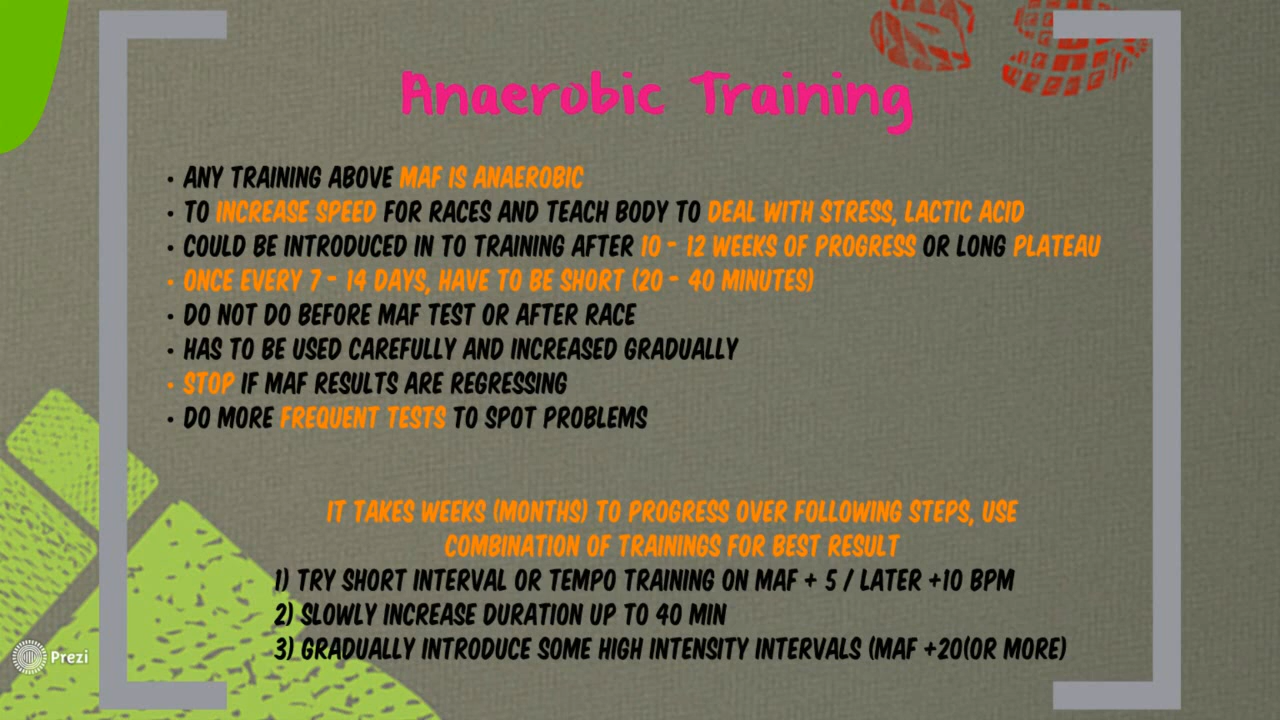 Anaerobic Training
• ANY TRAINING ABOVE MAF IS ANAEROBIC
• TO INCREASE SPEED FOR RACES AND TEACH BODY TO DEAL WITH STRESS, LACTIC ACID
• COULD BE INTRODUCED IN TO TRAINING AFTER 10 - 12 WEEKS OF PROGRESS OR LONG PLATEAU
• ONCE EVERY 7 - 14 DAYS, HAVE TO BE SHORT (20 - 40 MINUTES)
• DO NOT DO BEFORE MAF TEST OR AFTER RACE
• HAS TO BE USED CAREFULLY AND INCREASED GRADUALLY
• STOP IF MAF RESULTS ARE REGRESSING
• DO MORE FREQUENT TESTS TO SPOT PROBLEMS
IT TAKES WEEKS (MONTHS) TO PROGRESS OVER FOLLOWING STEPS, USE
COMBINATION OF TRAININGS FOR BEST RESULT
1) TRY SHORT INTERVAL OR TEMPO TRAINING ON MAF + 5 / LATER +10 BPM
2) SLOWLY INCREASE DURATION UP TO 40 MIN
3) GRADUALLY INTRODUCE SOME HIGH INTENSITY INTERVALS (MAF +20(OR MORE)
Prezi